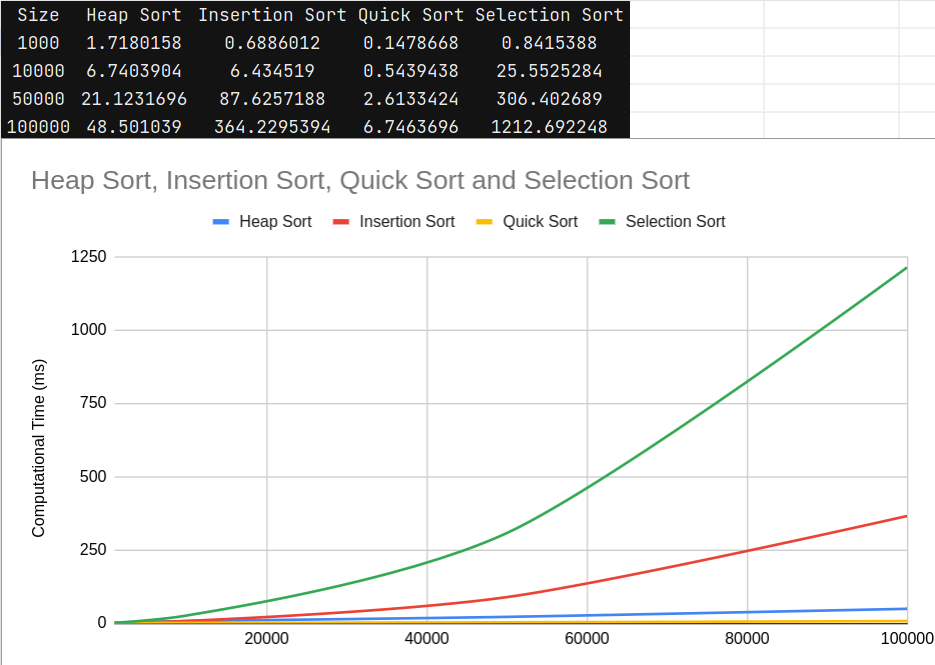 Size Heap Sort Insertion Sort Quick Sort Selection Sort
1000 1.7180158 0.6886012 0.1478668 0.8415388
10000 6.7403904 6.434519 0.5439438 25.5525284
50000 21.1231696 87.6257188 2.6133424 306.402689
100000 48.501039 364.2295394 6.7463696 1212.692248
Heap Sort, Insertion Sort, Quick Sort and Selection Sort
Heap Sort Insertion Sort Quick Sort Selection Sort
Computational Time (ms)
1250
1000
750
500
250
0
20000 40000 60000 80000 100000